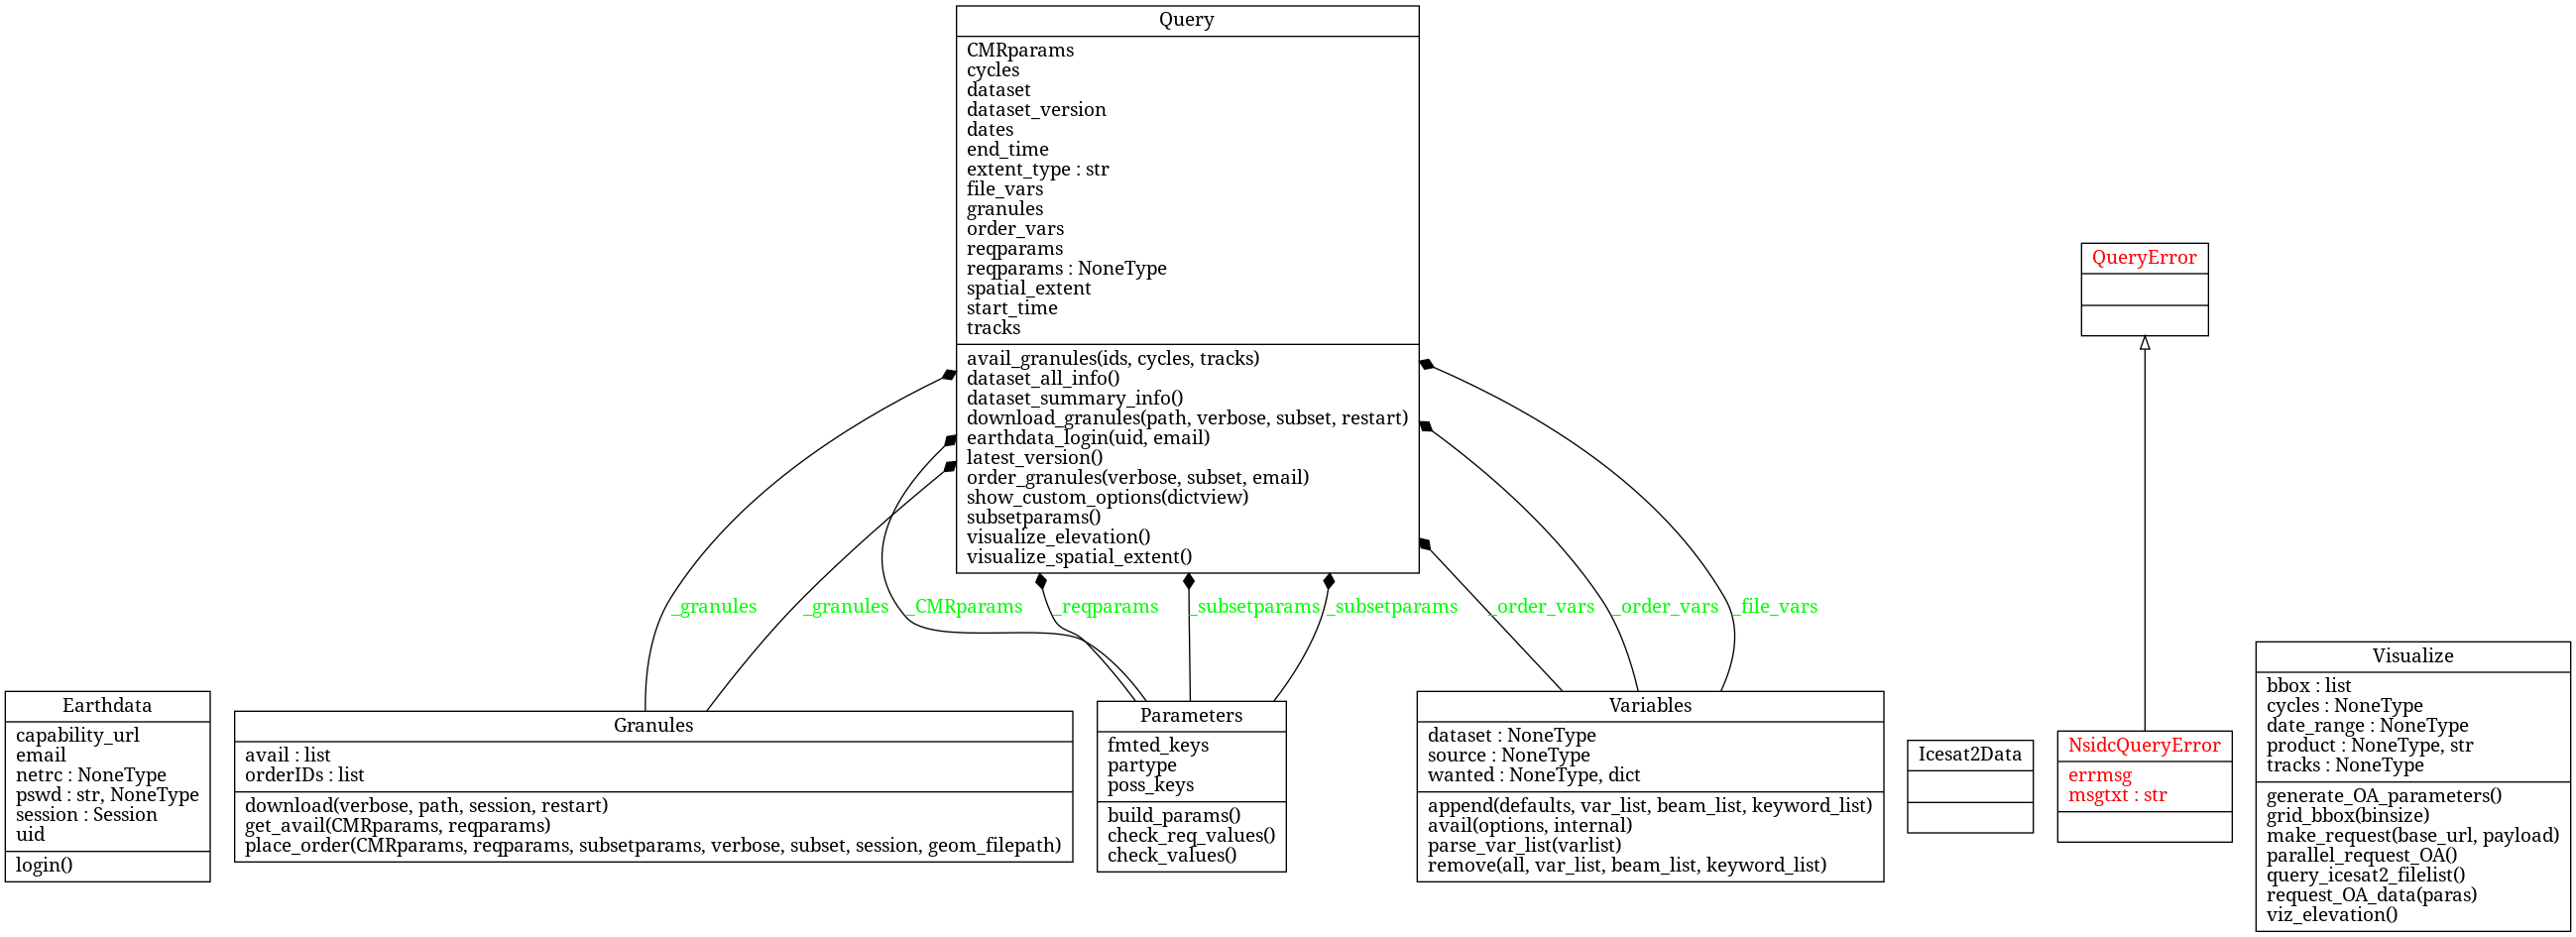 Query
CMRparams
cycles
dataset
dataset_version
dates
end_time
extent_type : str
file_vars
granules
order_vars
reqparams
reqparams : NoneType
spatial_extent
start_time
tracks
avail_granules(ids, cycles, tracks)
dataset_all_info()
dataset_summary_info()
download_granules(path, verbose, subset, restart)
earthdata_login(uid, email)
latest_version()
order_granules(verbose, subset, email)
show_custom_options(dictview)
subsetparams()
visualize_elevation()
visualize_spatial_extent()
QueryError
_granules
_granules
_CMRparams
_reqparams
_subsetparams
_subsetparams
_order_vars
_order_vars
_file_vars
Earthdata
capability_url
email
netrc : NoneType
pswd : str, NoneType
session : Session
uid
login()
Granules
avail : list
orderIDs : list
download(verbose, path, session, restart)
get_avail(CMRparams, reqparams)
place_order(CMRparams, reqparams, subsetparams, verbose, subset, session, geom_filepath)
Parameters
fmted_keys
partype
poss_keys
build_params()
check_req_values()
check_values()
Variables
dataset : NoneType
source : NoneType
wanted : NoneType, dict
append(defaults, var_list, beam_list, keyword_list)
avail(options, internal)
parse_var_list(varlist)
remove(all, var_list, beam_list, keyword_list)
Icesat2Data
NsidcQueryError
errmsg
msgtxt : str
Visualize
bbox : list
cycles : NoneType
date_range : NoneType
product : NoneType, str
tracks : NoneType
generate_OA_parameters()
grid_bbox(binsize)
make_request(base_url, payload)
parallel_request_OA()
query_icesat2_filelist()
request_OA_data(paras)
viz_elevation()